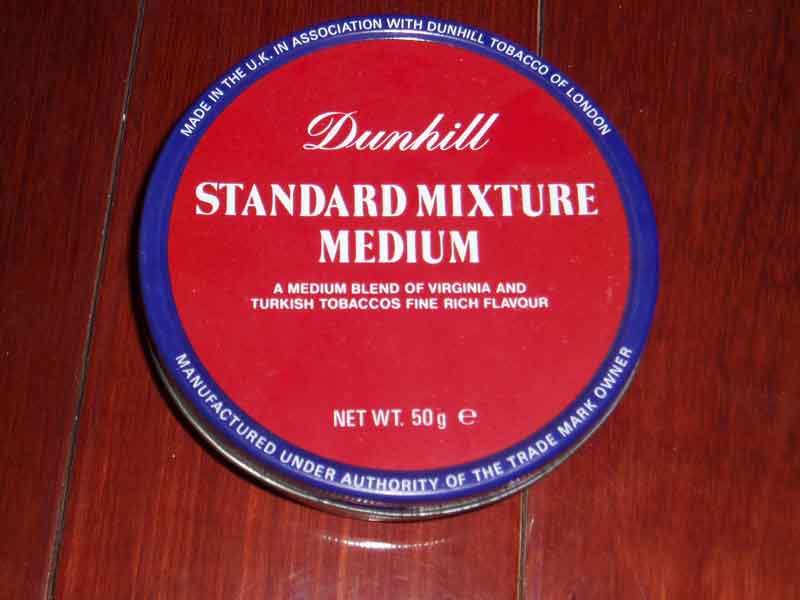 MADE IN THE U.K. IN ASSOCIATION WITH DUNHILL TOBACCO OF LONDON
Dunhill
STANDARD MIXTURE
MEDIUM
A MEDIUM BLEND OF VIRGINIA AND
TURKISH TOBACCOS FINE RICH FLAVOUR
NET WT. 50g ℮
MANUFACTURED UNDER AUTHORITY OF THE TRADE MARK OWNER